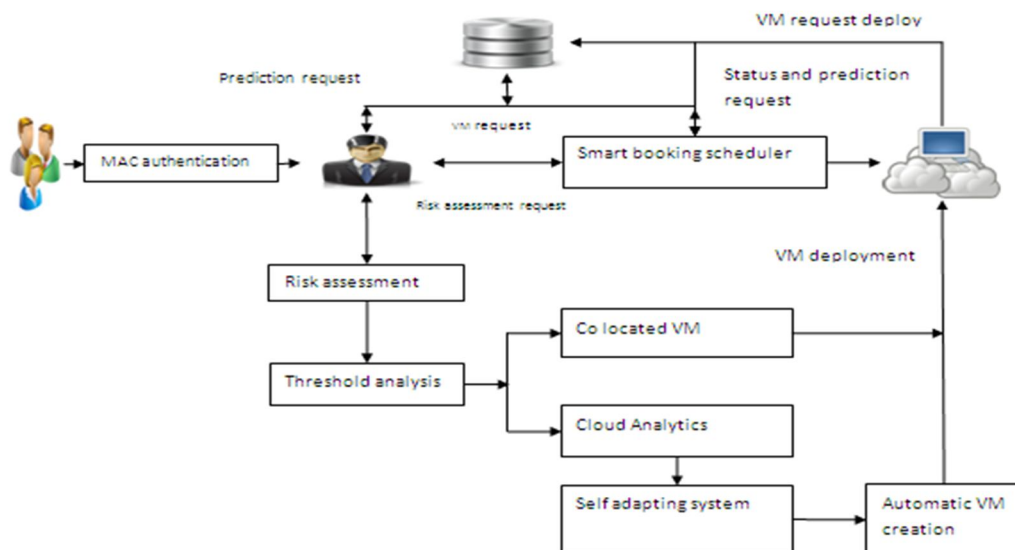 VM request deploy
Prediction request
Status and prediction
request
VM request
MAC authentication
Smart booking scheduler
Risk assessment request
VM deployment
Risk assessment
Co located VM
Threshold analysis
Cloud Analytics
Self adapting system
Automatic VM
creation